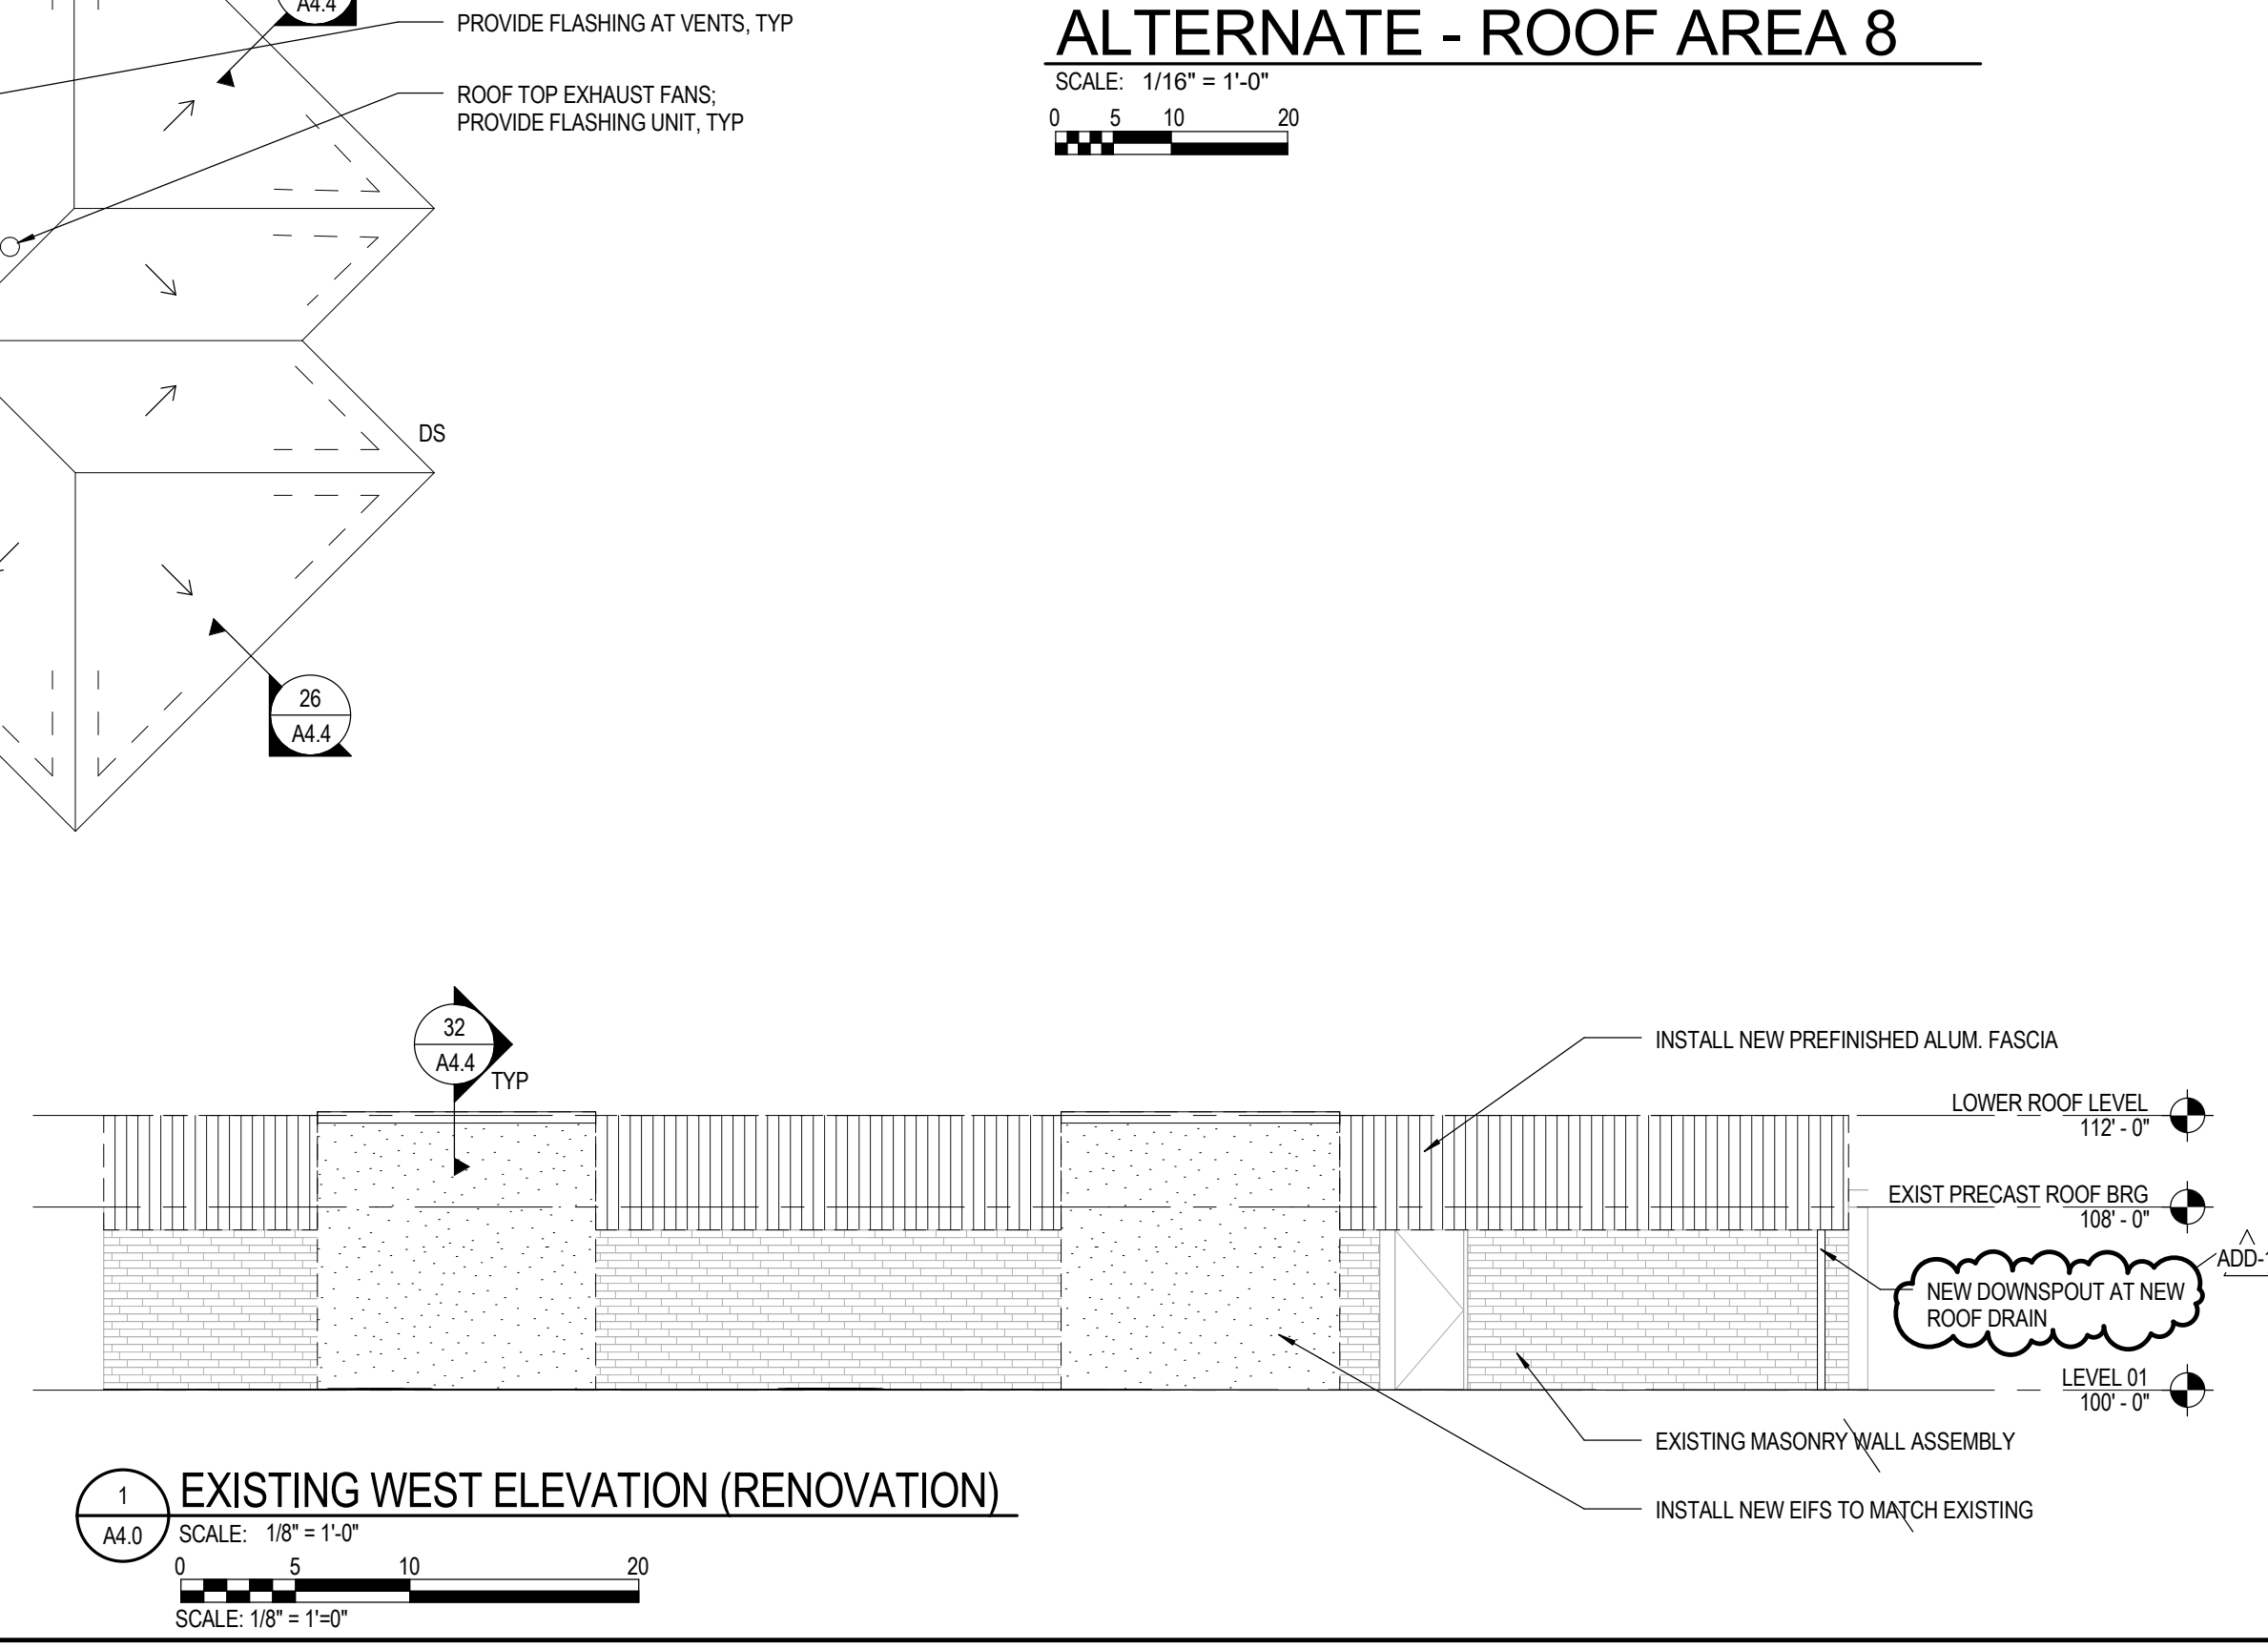 A4.4
PROVIDE FLASHING AT VENTS, TYP
ROOF TOP EXHAUST FANS;
PROVIDE FLASHING UNIT, TYP
ALTERNATE - ROOF AREA 8
SCALE: 1/16" = 1'-0"
0 5 10 20
DS
26
A4.4
32
A4.4
TYP
INSTALL NEW PREFINISHED ALUM. FASCIA
LOWER ROOF LEVEL
112' - 0"
EXIST PRECAST ROOF BRG
108' - 0"
ADD-1
NEW DOWNSPOUT AT NEW
ROOF DRAIN
LEVEL 01
100' - 0"
EXISTING MASONRY WALL ASSEMBLY
INSTALL NEW EIFS TO MATCH EXISTING
1
A4.0
EXISTING WEST ELEVATION (RENOVATION)
SCALE: 1/8" = 1'-0"
0 5 10 20
SCALE: 1/8" = 1'=0"